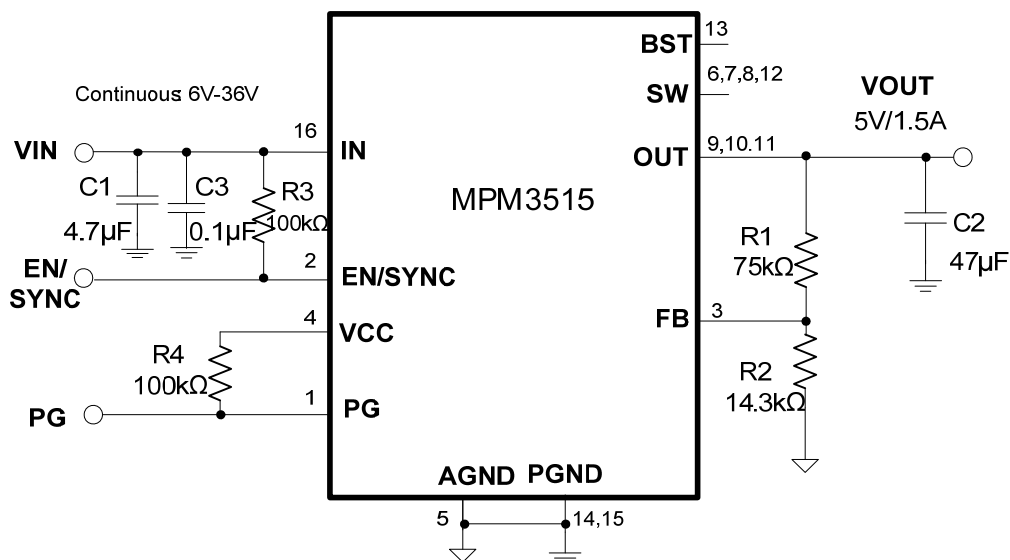 13
BST
6,7,8,12
SW
Continuous: 6V-36V
VOUT
5V/1.5A
16
VIN
IN
OUT
9,10.11
MPM3515
C1
4.7µF
C3
0.1µF
R3
100kΩ
R1
75kΩ
C2
47µF
EN/
SYNC
2
EN/SYNC
4
VCC
FB
3
R4
100kΩ
R2
14.3kΩ
PG
1
PG
AGND
PGND
5
14,15